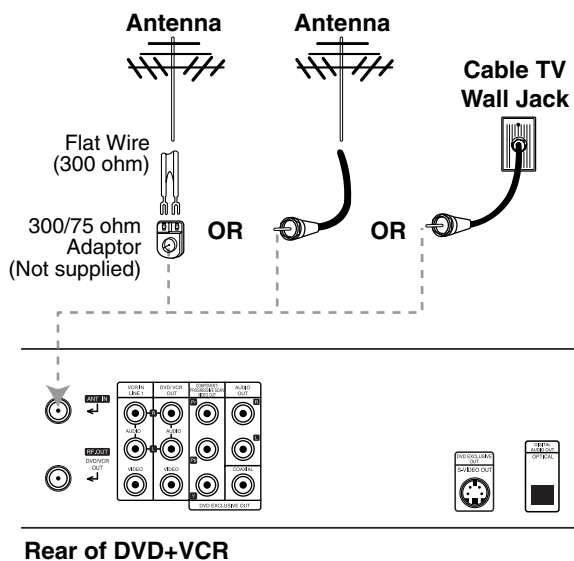 Antenna
Antenna
Cable TV
Wall Jack
Flat Wire
(300 ohm)
300/75 ohm
Adaptor
(Not supplied)
OR
OR
ANT IN
RF.OUT
DVD/VCR
OUT
VCR IN
LINE 1
DVD/VCR
OUT
COMPONENT
PROGRESSIVE SCAN
VIDEO OUT
AUDIO
OUT
R
L
AUDIO
AUDIO
VIDEO
VIDEO
Y
COAXIAL
DVD EXCLUSIVE OUT
DVD EXCLUSIVE
OUT
S-VIDEO OUT
DIGITAL
AUDIO OUT
OPTICAL
Rear of DVD+VCR